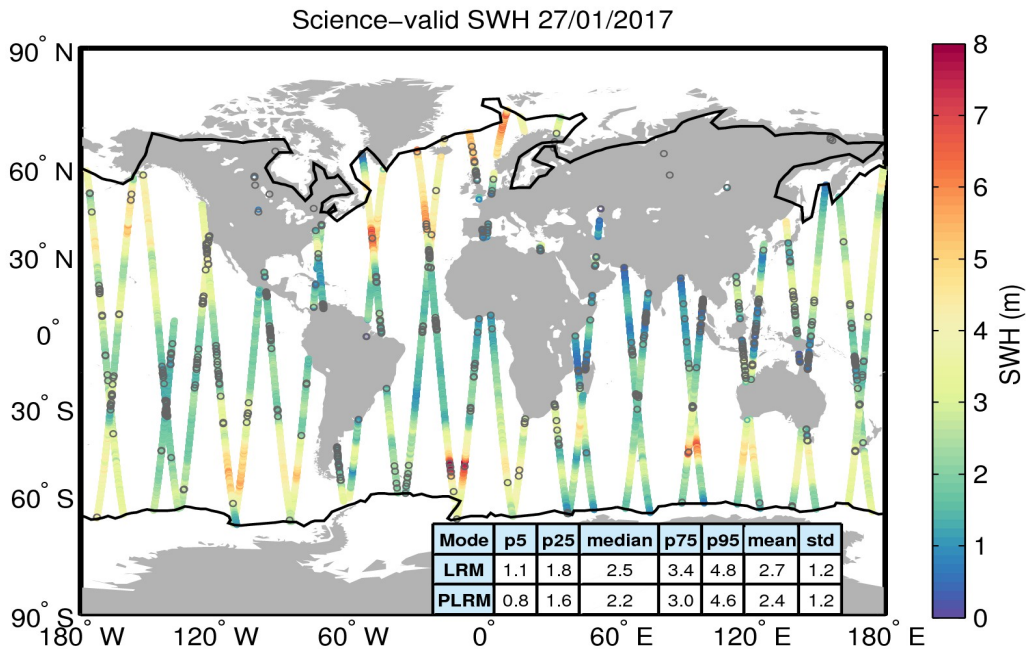 Science−valid SWH 27/01/2017
90° N
60° N
30° N
0°
30° S
60° S
90° S
180° W
120° W
60° W
0°
60° E
120° E
180° E
8
7
6
5
4
3
2
1
0
SWH (m)
Mode p5 p25 median p75 p95 mean std
LRM 1.1 1.8 2.5 3.4 4.8 2.7 1.2
PLRM 0.8 1.6 2.2 3.0 4.6 2.4 1.2